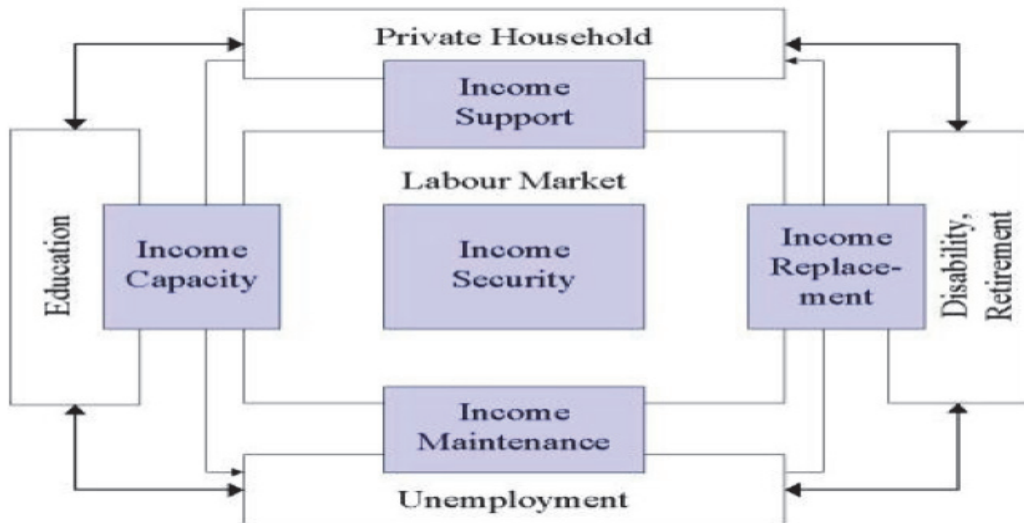 Private Household
Income
Support
Labour Market
Education
Income
Capacity
Income
Security
Income
Replace-
ment
Disability,
Retirement
Income
Maintenance
Unemployment